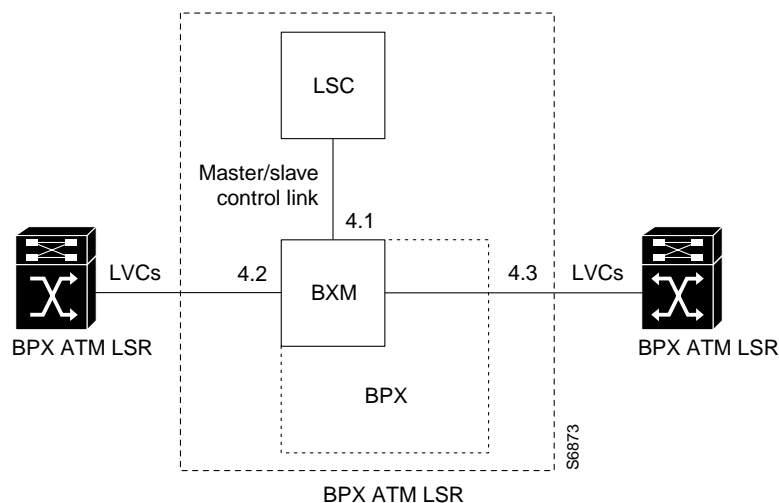 LSC
Master/slave
control link
4.1
LVCs
4.2
BXM
4.3
LVCs
BPX ATM LSR
BPX ATM LSR
BPX
S6873
BPX ATM LSR